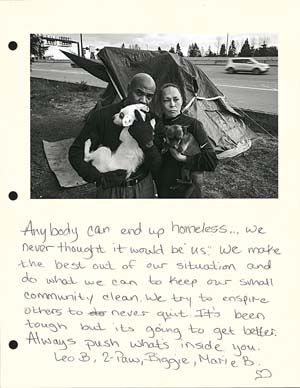 Anybody can end up homeless... we
never thought it would be us. We make
the best out of our situation and
do what we can to keep our small
community clean. We try to enspire
others to do never quit. It's been
tough but its going to get better.
Always push what's inside you.
Leo B, 2-Paw, Biggie, Marie B.